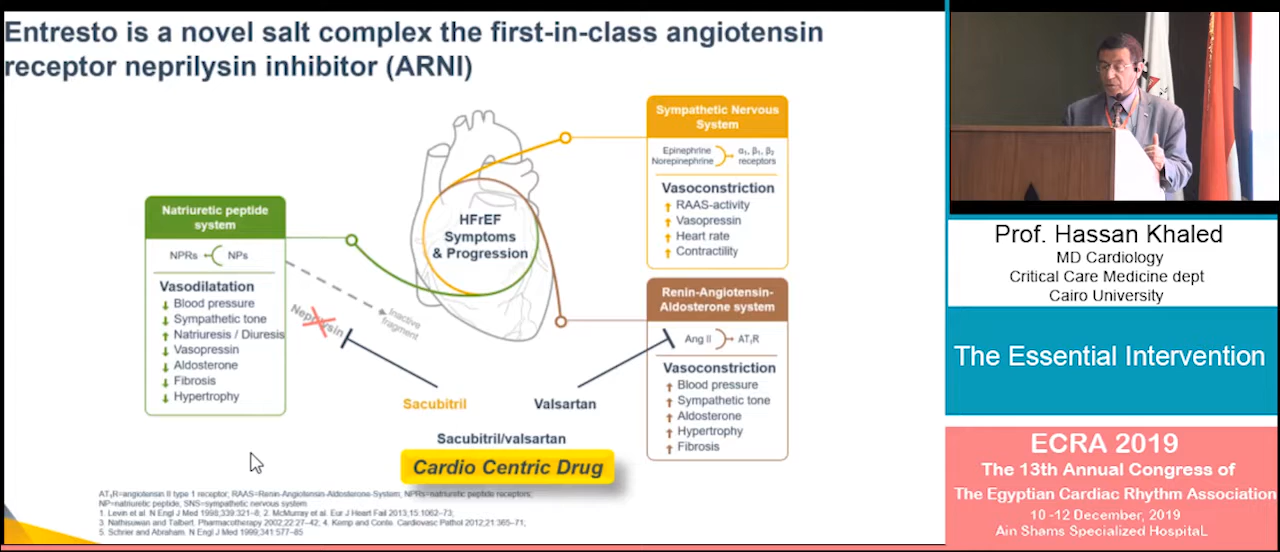 Entresto is a novel salt complex the first-in-class angiotensin
receptor neprilysin inhibitor (ARNI)
Natriuretic peptide
system
NPRs NPs
Vasodilatation
Blood pressure
Sympathetic tone
Natriuresis / Diuresis
Vasopressin
Aldosterone
Fibrosis
Hypertrophy
Neprilysin
Inactive
fragment
HFrEF
Symptoms
& Progression
Sympathetic Nervous
System
Epinephrine
Norepinephrine
α₁, β₁, β₂
receptors
Vasoconstriction
RAAS-activity
Vasopressin
Heart rate
Contractility
Renin-Angiotensin-
Aldosterone system
Ang II AT₁R
Vasoconstriction
Blood pressure
Sympathetic tone
Aldosterone
Hypertrophy
Fibrosis
Sacubitril
Valsartan
Sacubitril/valsartan
Cardio Centric Drug
AT₁R=angiotensin II type 1 receptor; RAAS=Renin-Angiotensin-Aldosterone-System; NPRs=natriuretic peptide receptors;
NP=natriuretic peptide, SNS=sympathetic nervous system
1. Levin et al. N Engl J Med 1998;339:321–8; 2. McMurray et al. Eur J Heart Fail 2013;15:1062–73;
3. Nathisuwan and Talbert. Pharmacotherapy 2002;22:27–42; 4. Kemp and Conte. Cardiovasc Pathol 2012;21:365–71;
5. Schrier and Abraham. N Engl J Med 1999;341:577–85
Prof. Hassan Khaled
MD Cardiology
Critical Care Medicine dept
Cairo University
The Essential Intervention
ECRA 2019
The 13th Annual Congress of
The Egyptian Cardiac Rhythm Association
10 -12 December, 2019
Ain Shams Specialized HospitaL